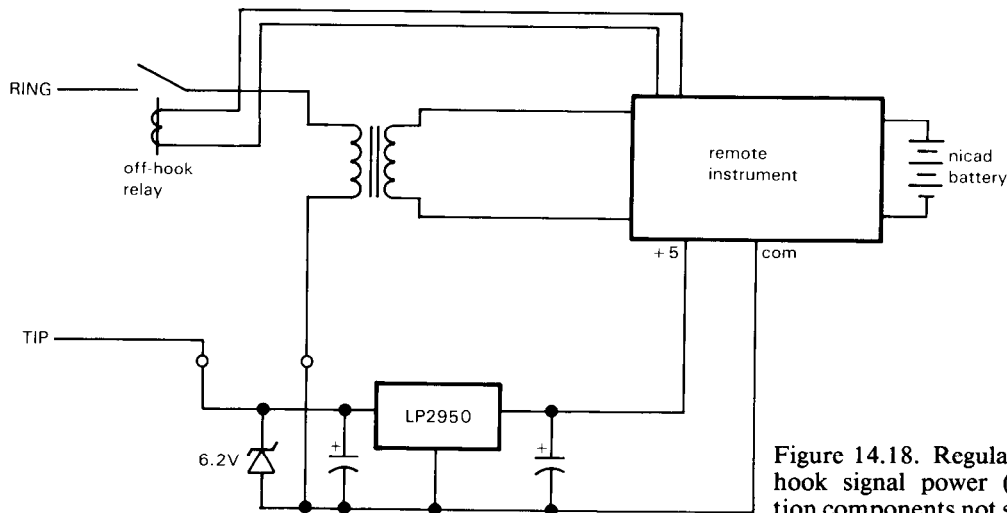 RING
off-hook
relay
remote
instrument
nicad
battery
+5
com
TIP
LP2950
6.2V
+
+
Figure 14.18. Regula
hook signal power (
tion components not s